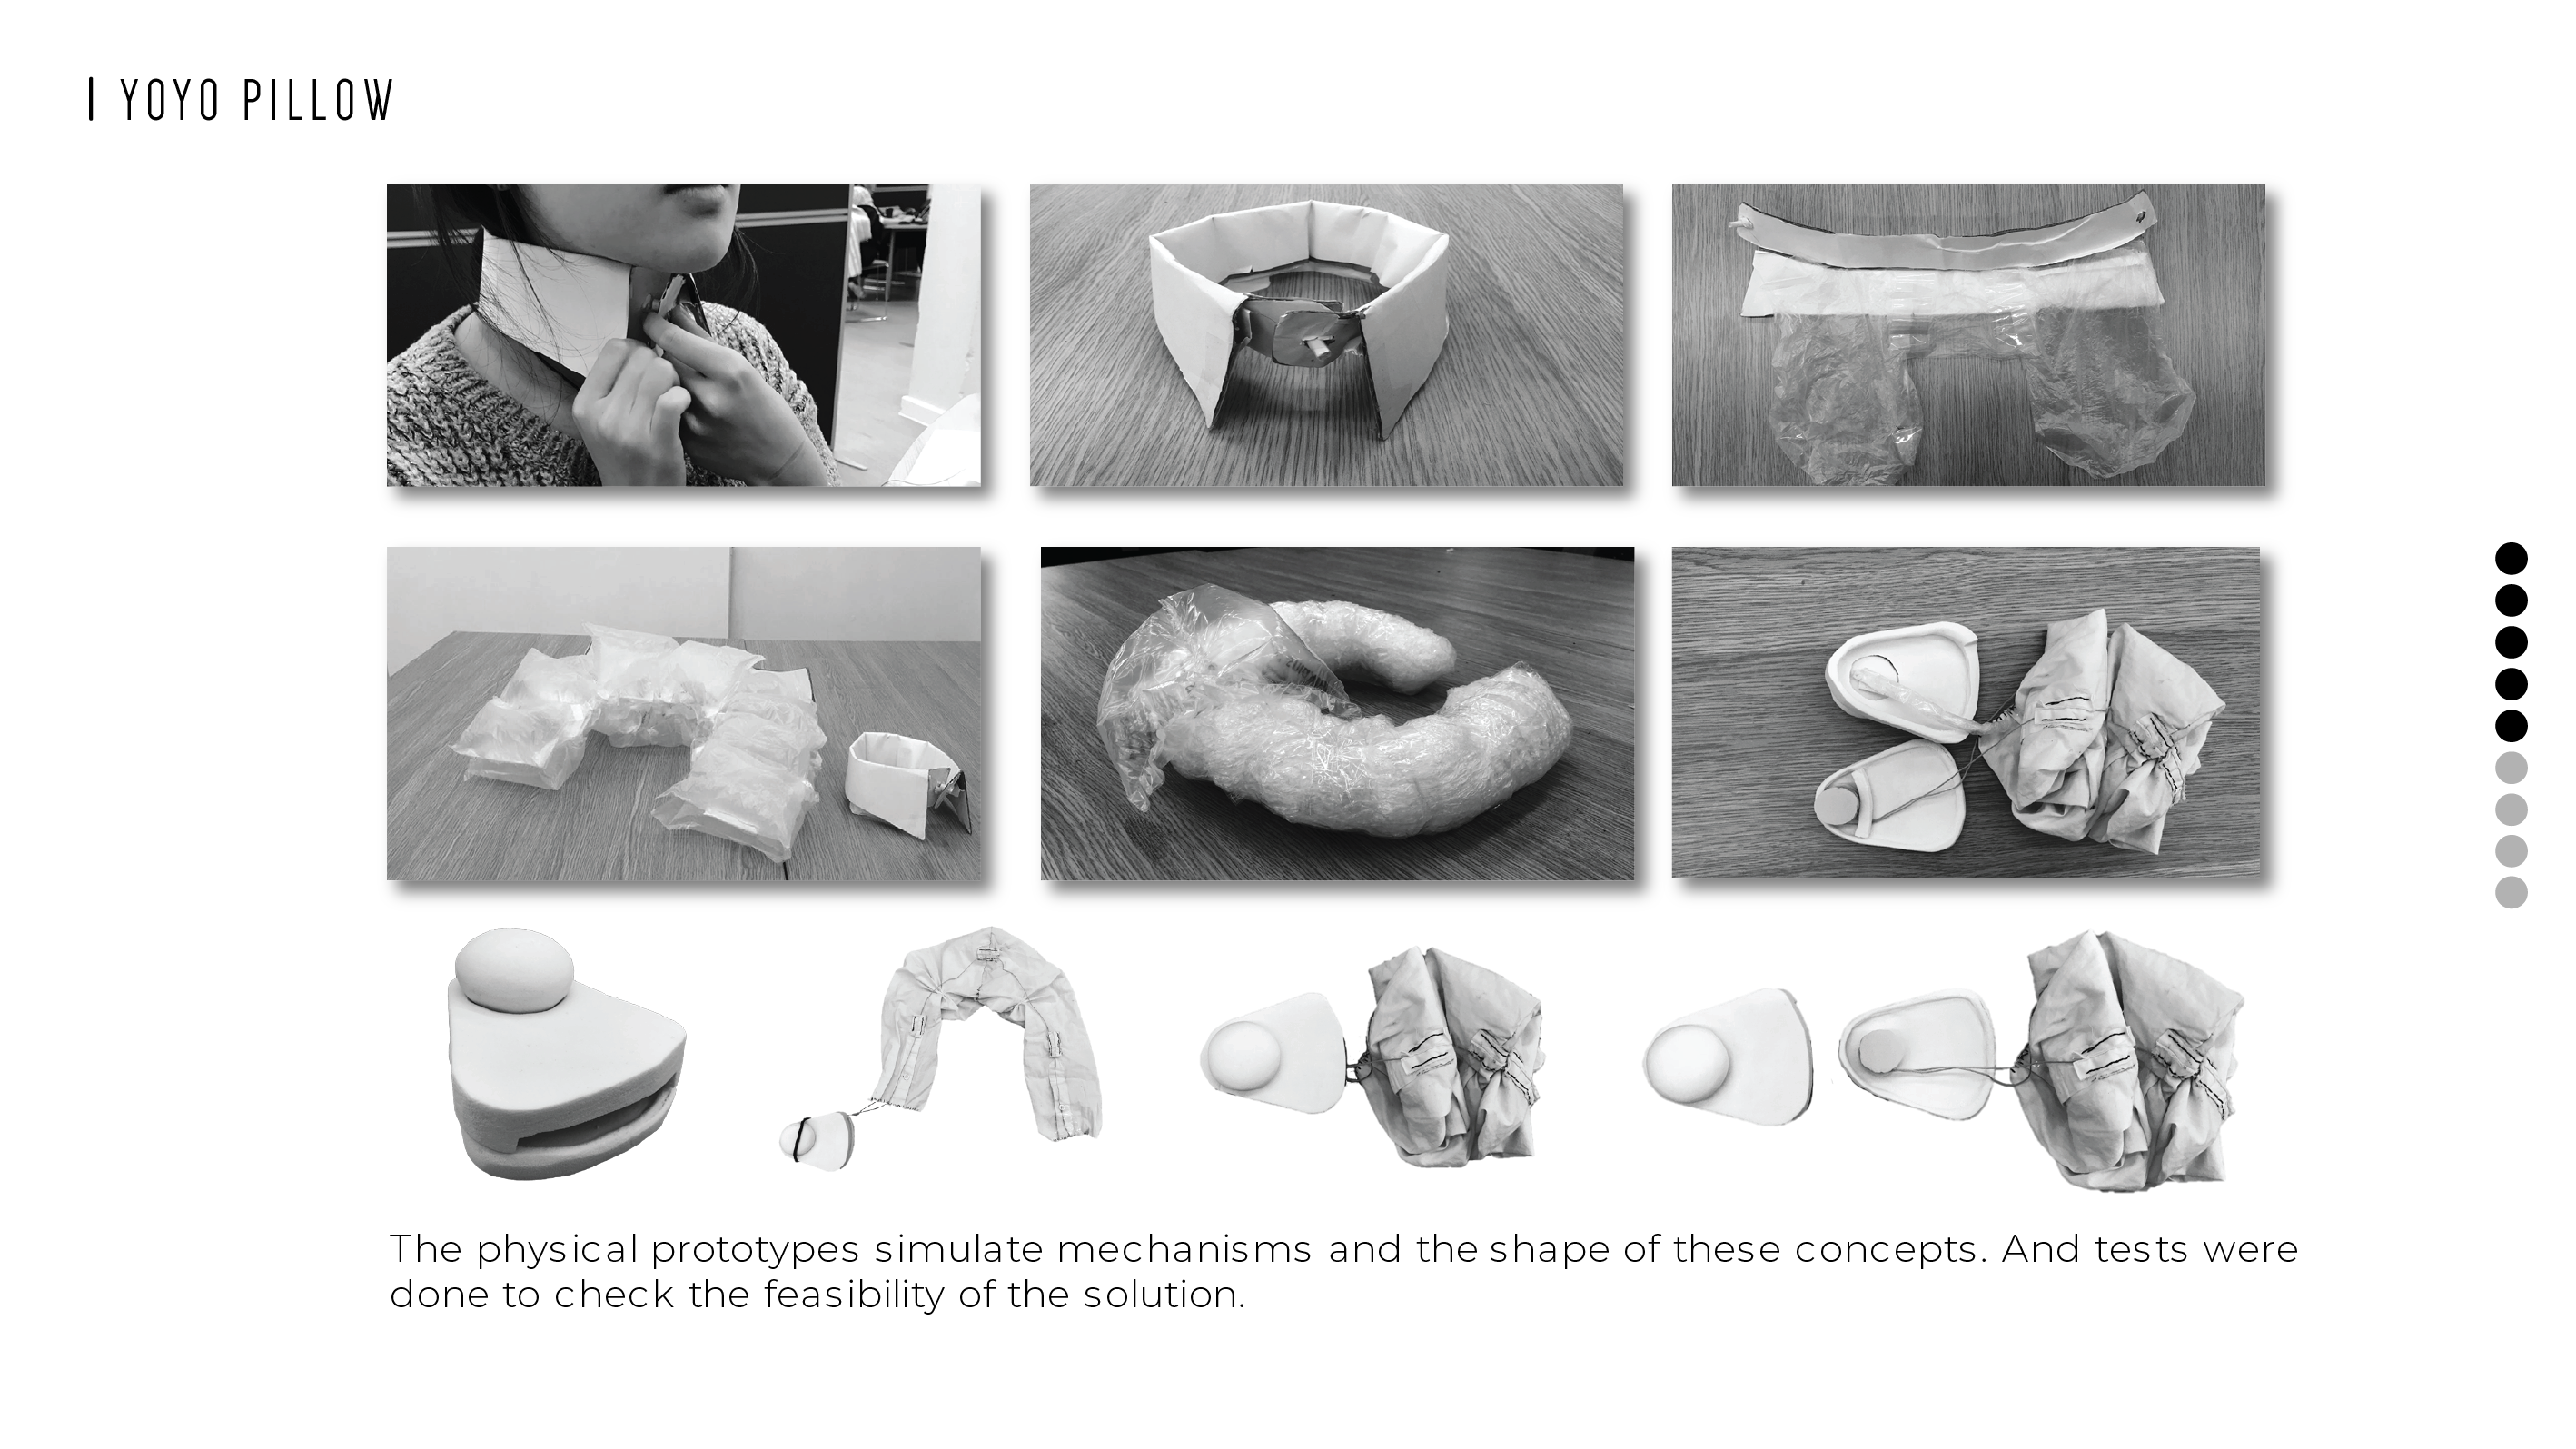 YOYO PILLOW
The physical prototypes simulate mechanisms and the shape of these concepts. And tests were
done to check the feasibility of the solution.